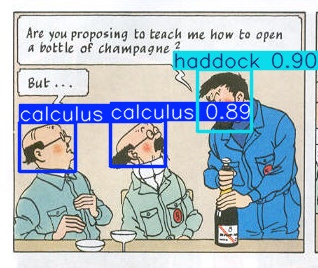 Are you proposing to teach me how to open
a bottle of champagne?
haddock 0.90
But...
calculus
calculus 0.89